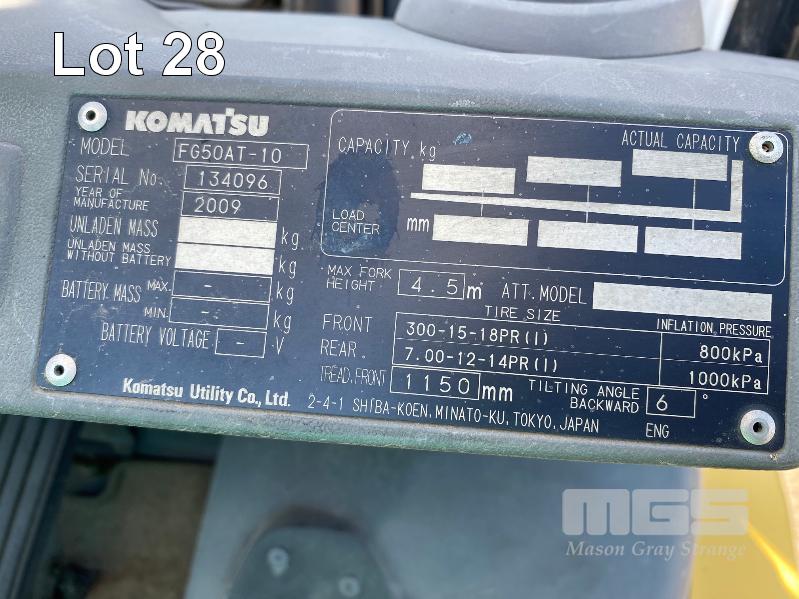 Lot 28
KOMATSU
MODEL FG50AT-10
SERIAL No. 134096
YEAR OF MANUFACTURE 2009
UNLADEN MASS kg
UNLADEN MASS WITHOUT BATTERY kg
BATTERY MASS MAX. - kg
MIN. - kg
BATTERY VOLTAGE - V
CAPACITY kg
ACTUAL CAPACITY
LOAD CENTER mm
MAX FORK HEIGHT 4.5 m ATT. MODEL
TIRE SIZE INFLATION PRESSURE
FRONT 300-15-18PR(I) 800kPa
REAR 7.00-12-14PR(I) 1000kPa
TREAD, FRONT 1150 mm TILTING ANGLE BACKWARD 6 °
Komatsu Utility Co., Ltd. 2-4-1 SHIBA-KOEN, MINATO-KU, TOKYO, JAPAN ENG
MGS
Mason Gray Strange